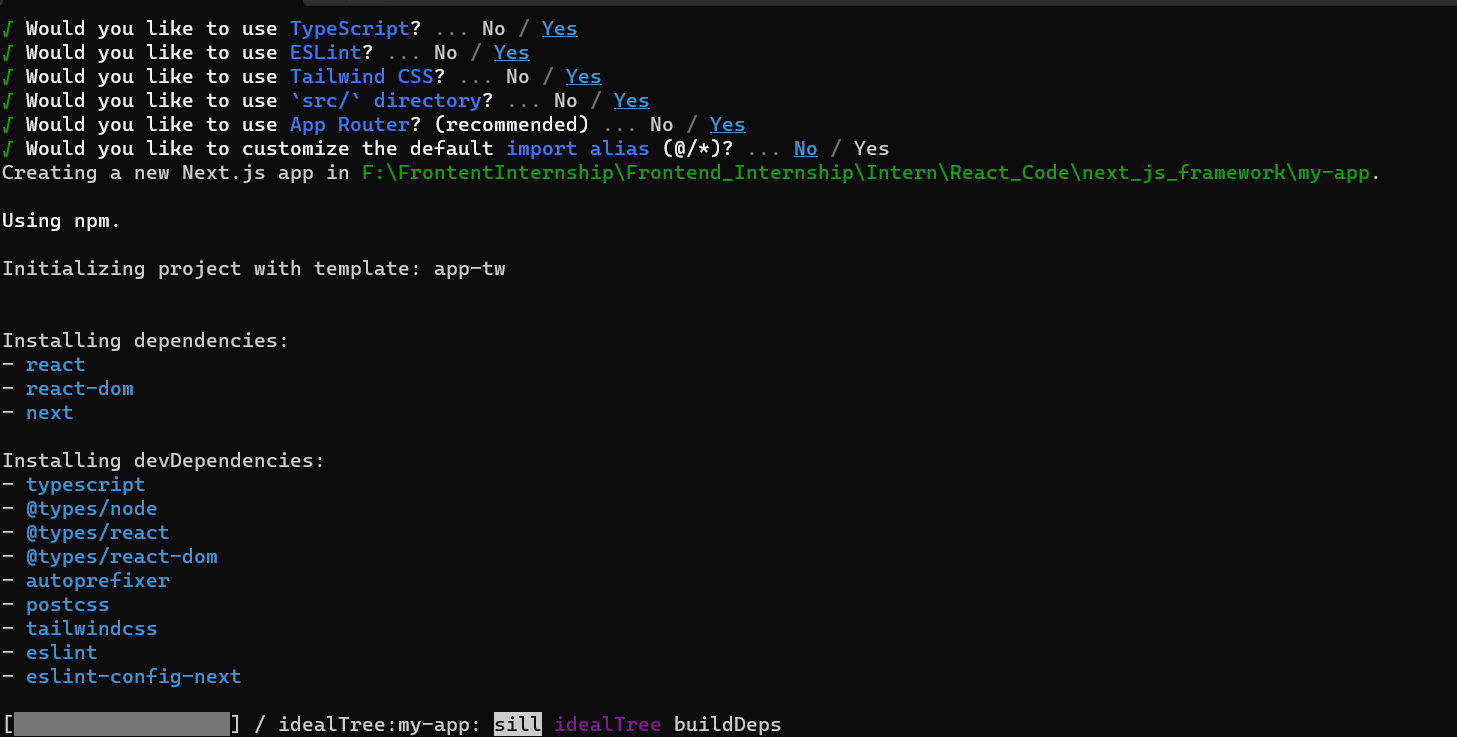 √ Would you like to use TypeScript? ... No / Yes
√ Would you like to use ESLint? ... No / Yes
√ Would you like to use Tailwind CSS? ... No / Yes
√ Would you like to use `src/` directory? ... No / Yes
√ Would you like to use App Router? (recommended) ... No / Yes
√ Would you like to customize the default import alias (@/*)? ... No / Yes
Creating a new Next.js app in F:\FrontentInternship\Frontend_Internship\Intern\React_Code\next_js_framework\my-app.
Using npm.
Initializing project with template: app-tw
Installing dependencies:
- react
- react-dom
- next
Installing devDependencies:
- typescript
- @types/node
- @types/react
- @types/react-dom
- autoprefixer
- postcss
- tailwindcss
- eslint
- eslint-config-next
[                  ] / idealTree:my-app: sill idealTree buildDeps